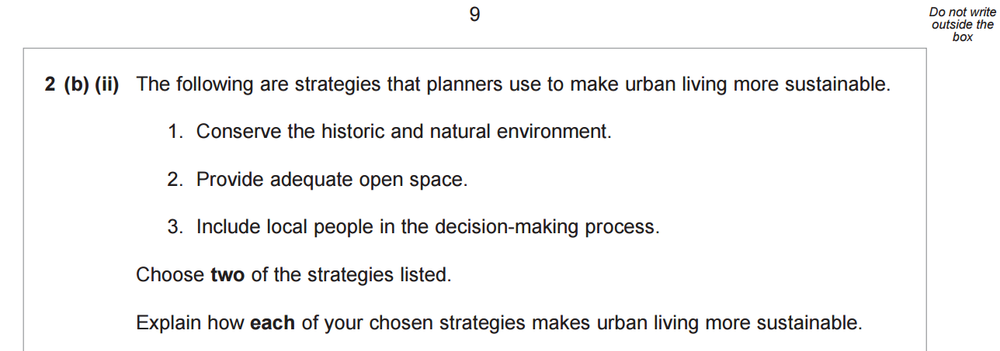 9
Do not write
outside the
box
2 (b) (ii) The following are strategies that planners use to make urban living more sustainable.
1. Conserve the historic and natural environment.
2. Provide adequate open space.
3. Include local people in the decision-making process.
Choose two of the strategies listed.
Explain how each of your chosen strategies makes urban living more sustainable.